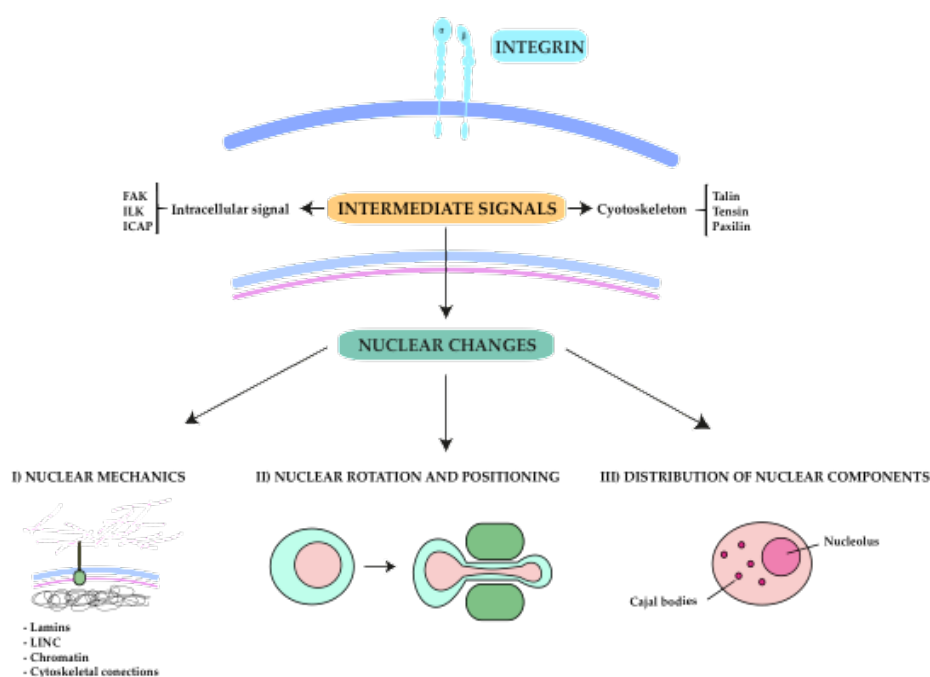 α β
INTEGRIN
FAK
ILK
ICAP
Intracellular signal
INTERMEDIATE SIGNALS
Cyotoskeleton
Talin
Tensin
Paxilin
NUCLEAR CHANGES
I) NUCLEAR MECHANICS
II) NUCLEAR ROTATION AND POSITIONING
III) DISTRIBUTION OF NUCLEAR COMPONENTS
Nucleolus
Cajal bodies
- Lamins
- LINC
- Chromatin
- Cytoskeletal conections